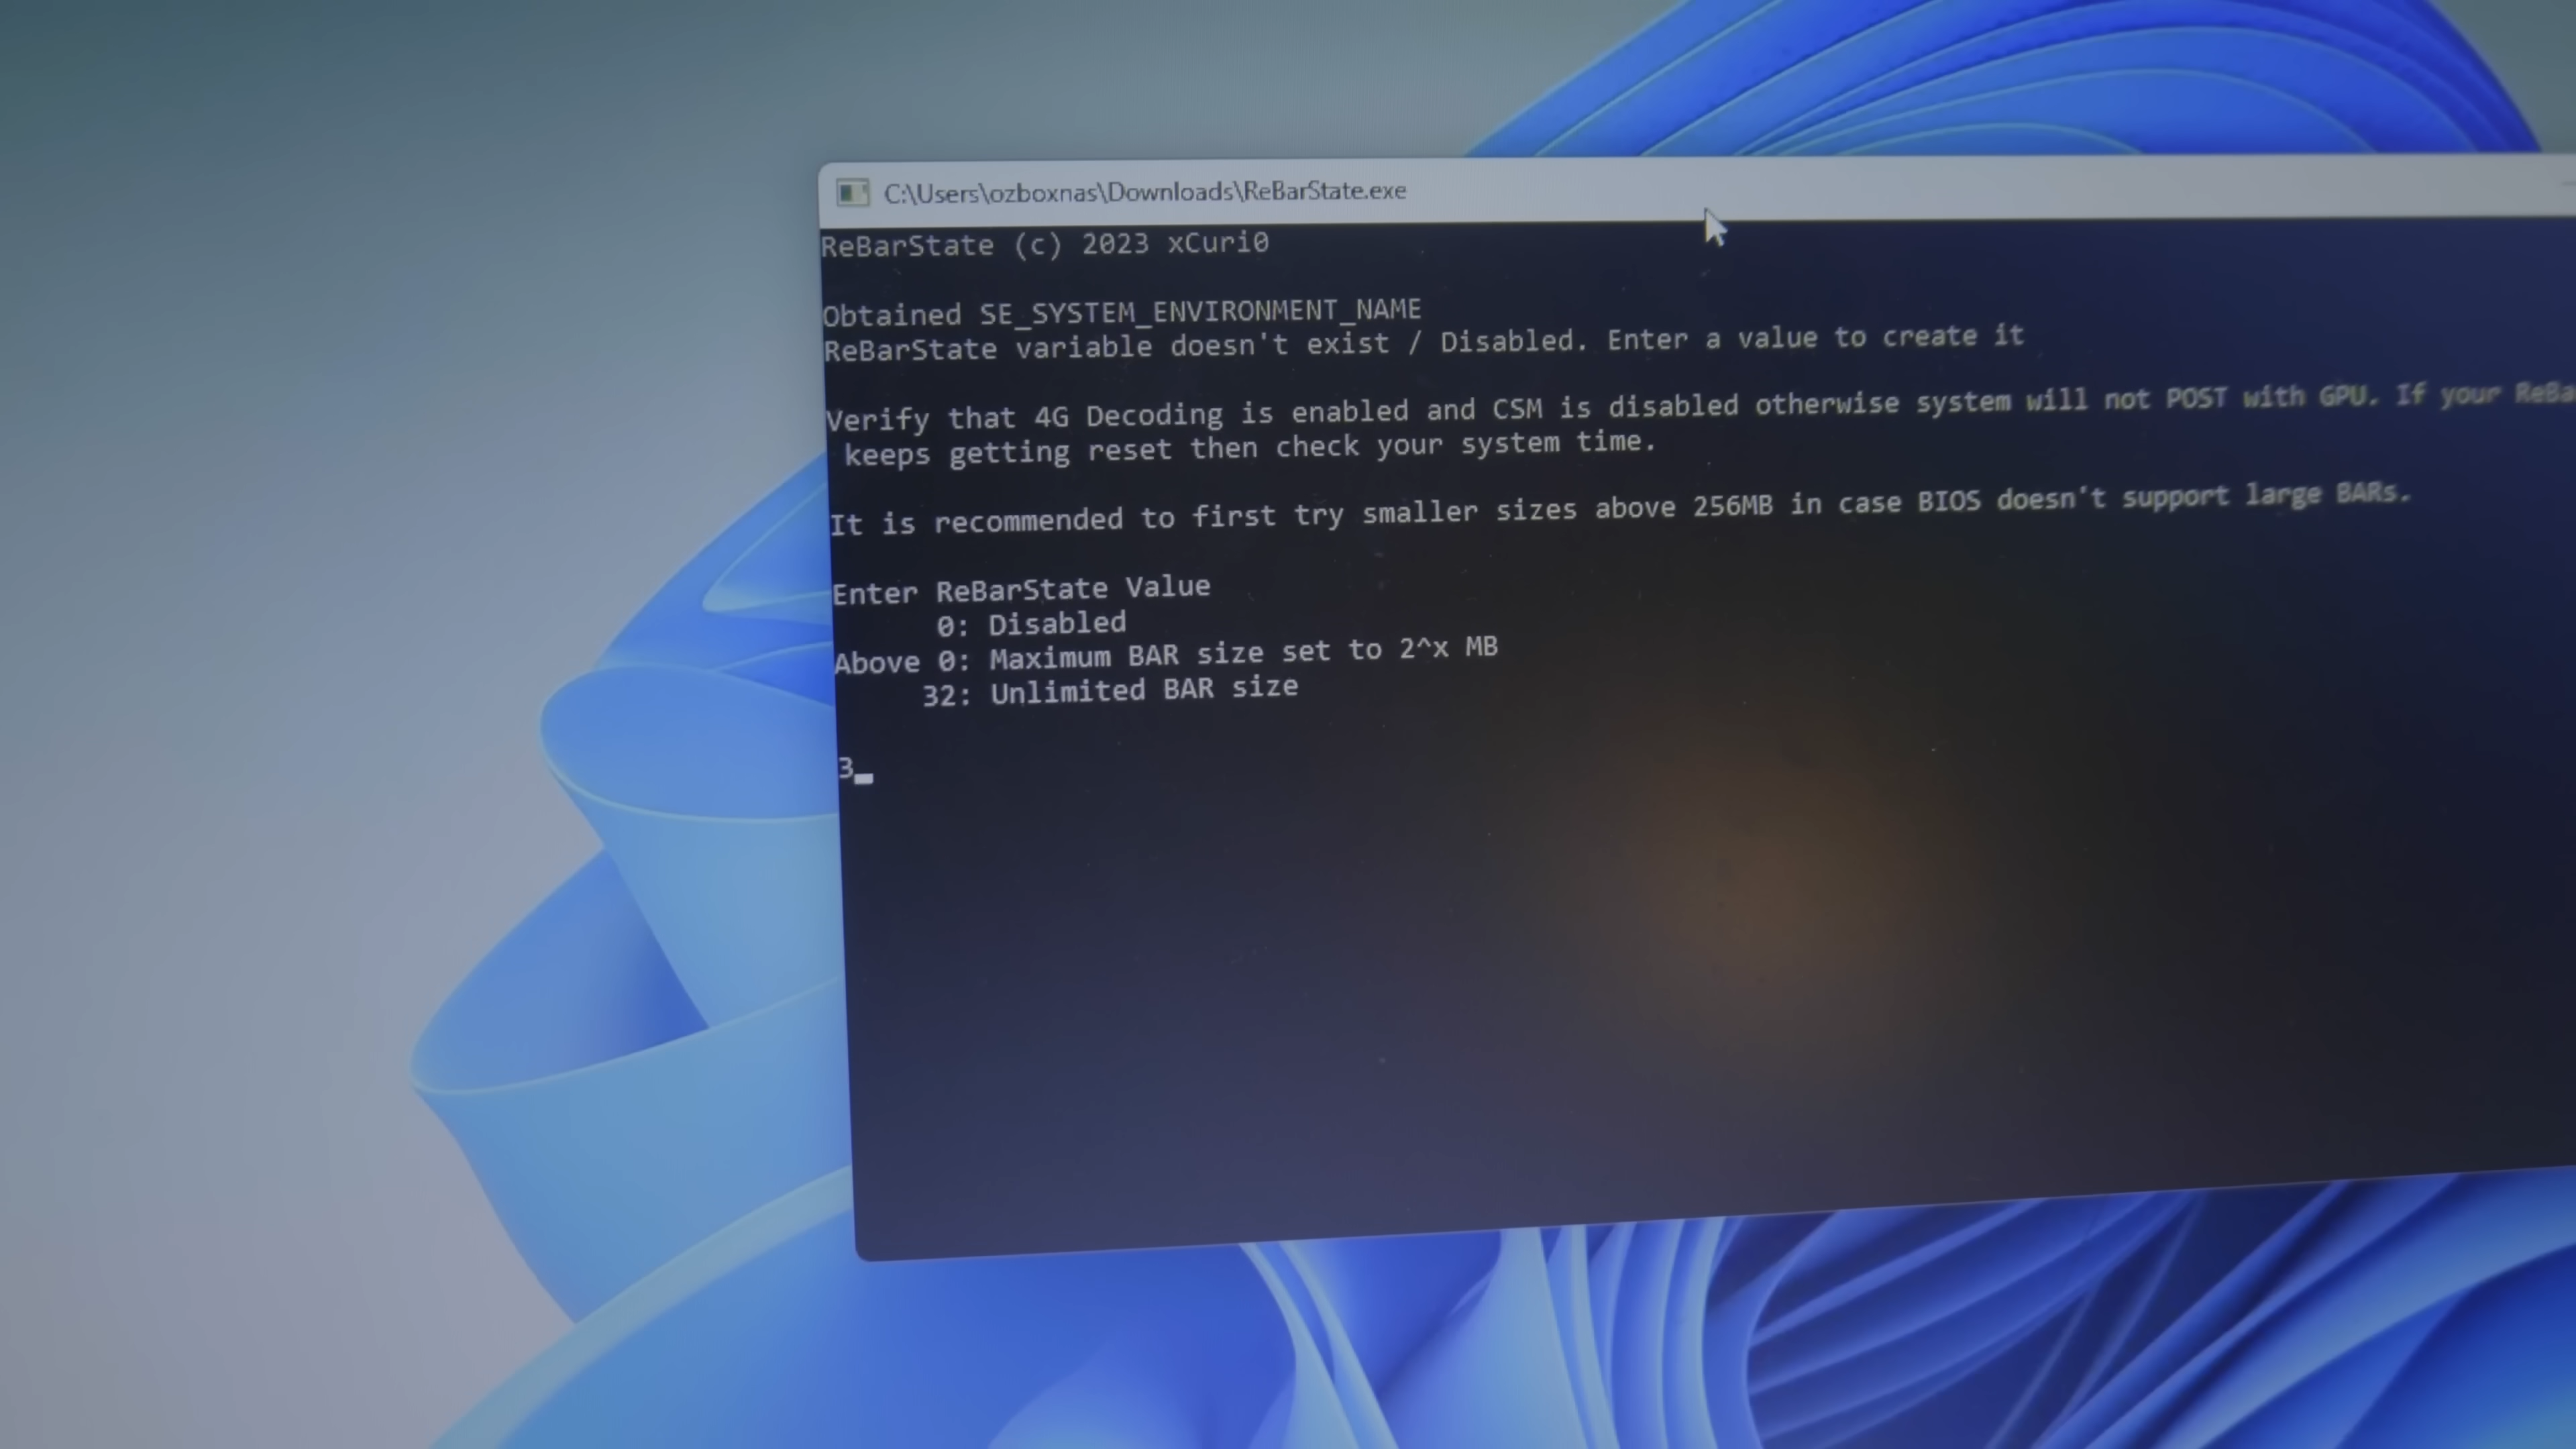 C:\Users\ozboxnas\Downloads\ReBarState.exe
ReBarState (c) 2023 xCuri0
Obtained SE_SYSTEM_ENVIRONMENT_NAME
ReBarState variable doesn't exist / Disabled. Enter a value to create it
Verify that 4G Decoding is enabled and CSM is disabled otherwise system will not POST with GPU. If your ReBa
keeps getting reset then check your system time.
It is recommended to first try smaller sizes above 256MB in case BIOS doesn't support large BARs.
Enter ReBarState Value
0: Disabled
Above 0: Maximum BAR size set to 2^x MB
32: Unlimited BAR size
3